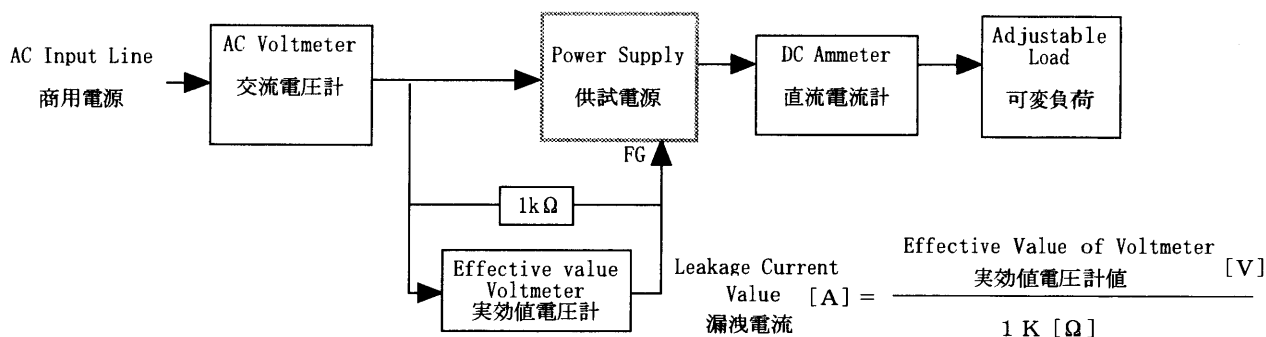 AC Input Line
商用電源
AC Voltmeter
交流電圧計
Power Supply
供試電源
FG
DC Ammeter
直流電流計
Adjustable
Load
可変負荷
1kΩ
Effective value
Voltmeter
実効値電圧計
Leakage Current
Value [A] =
漏洩電流
Effective Value of Voltmeter
実効値電圧計値 [V]
1 K [Ω]